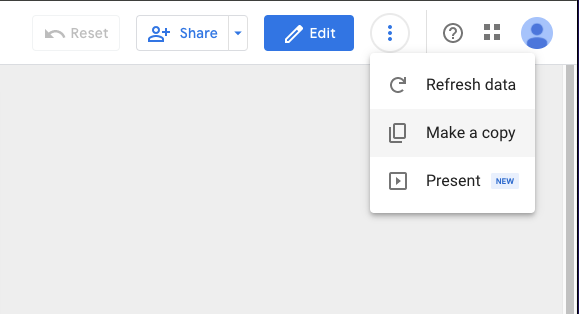 Reset
Share
Edit
Refresh data
Make a copy
Present NEW